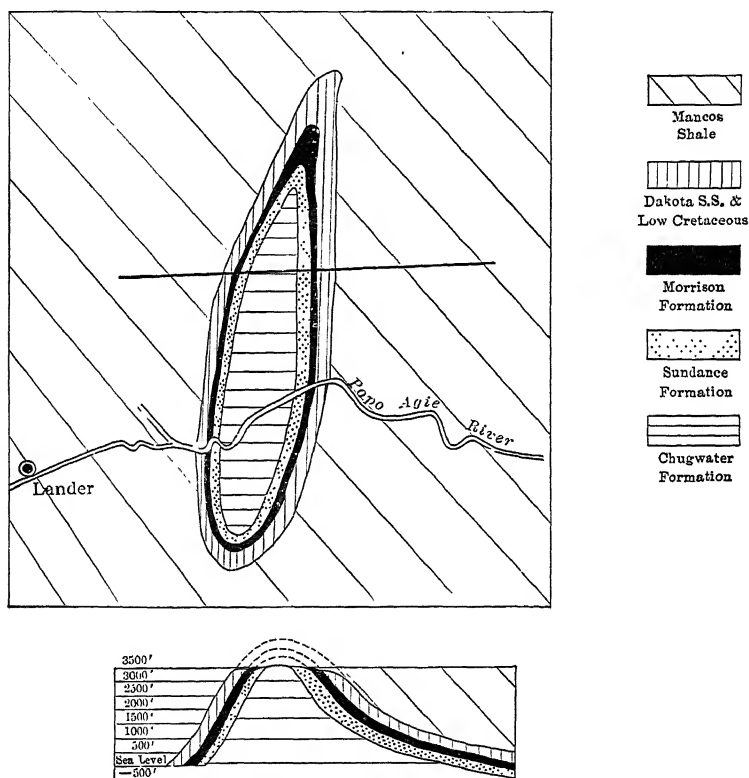 Lander
Popo Agie River
Mancos
Shale
Dakota S.S. &
Low Cretaceous
Morrison
Formation
Sundance
Formation
Chugwater
Formation
3500'
3000'
2500'
2000'
1500'
1000'
500'
Sea Level
—500'